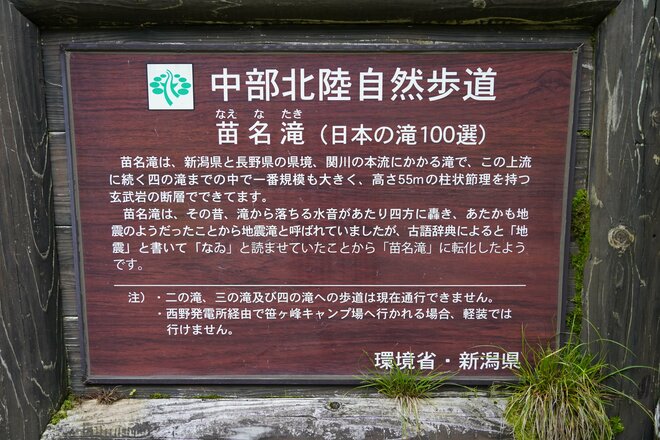 中部北陸自然歩道
なえ な たき
苗名滝（日本の滝100選）
苗名滝は、新潟県と長野県の県境、関川の本流にかかる滝で、この上流
に続く四の滝までの中で一番規模も大きく、高さ55mの柱状節理を持つ
玄武岩の断層でできてます。
苗名滝は、その昔、滝から落ちる水音があたり四方に轟き、あたかも地
震のようだったことから地震滝と呼ばれていましたが、古語辞典によると「地
震」と書いて「なゐ」と読ませていたことから「苗名滝」に転化したよう
です。
注）・二の滝、三の滝及び四の滝への歩道は現在通行できません。
・西野発電所経由で笹ヶ峰キャンプ場へ行かれる場合、軽装では
行けません。
環境省・新潟県